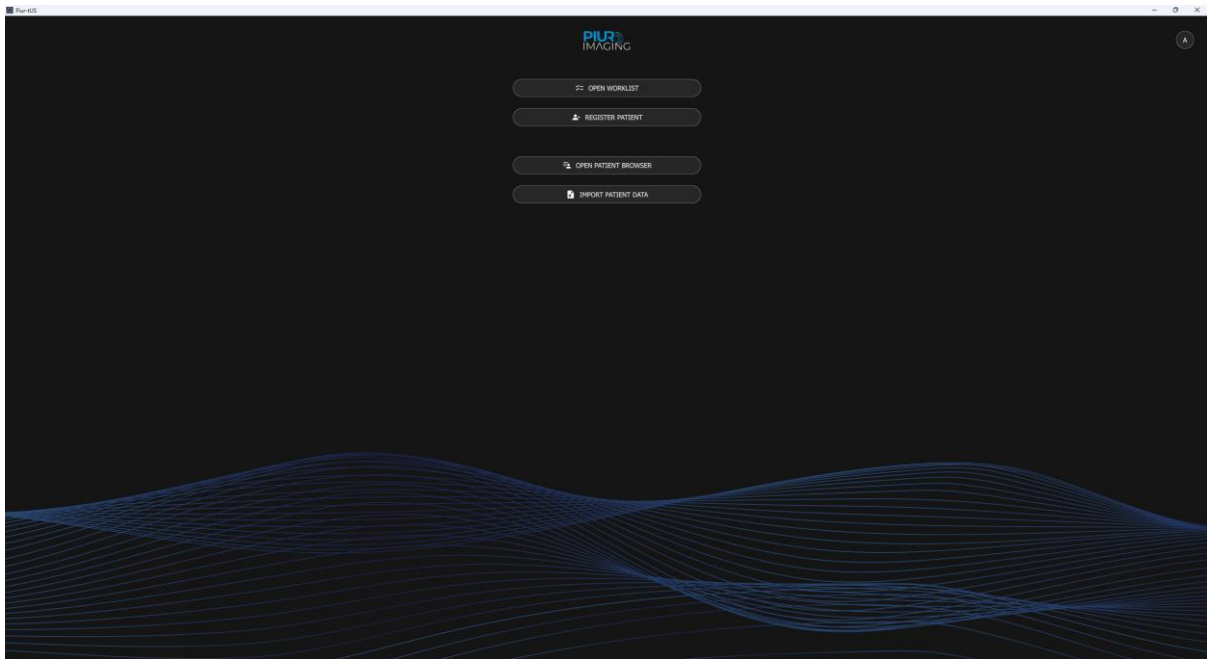 Piur-tUS
PIUR
IMAGING
A
OPEN WORKLIST
REGISTER PATIENT
OPEN PATIENT BROWSER
IMPORT PATIENT DATA